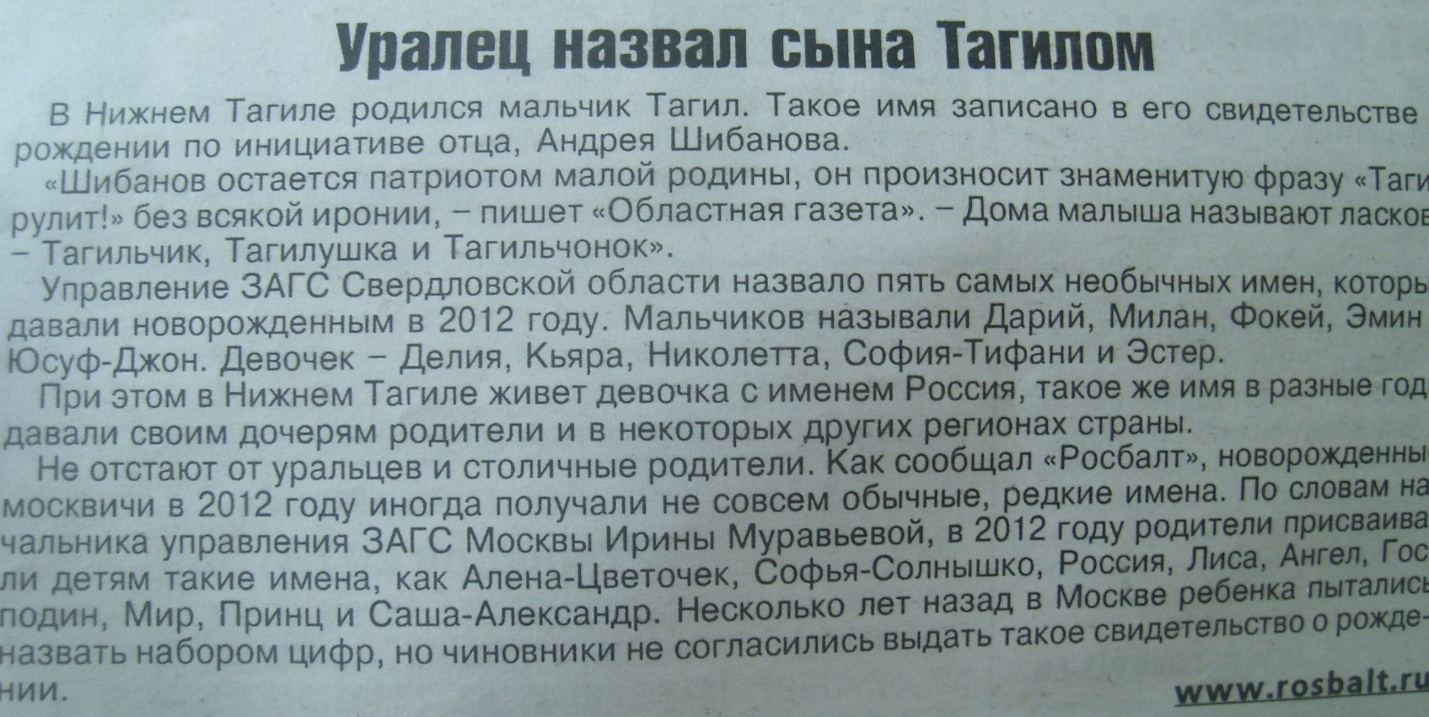 Уралец назвал сына Тагилом
В Нижнем Тагиле родился мальчик Тагил. Такое имя записано в его свидетельстве
рождении по инициативе отца, Андрея Шибанова.
«Шибанов остается патриотом малой родины, он произносит знаменитую фразу «Таги
рулит!» без всякой иронии, – пишет «Областная газета». – Дома малыша называют ласков
– Тагильчик, Тагилушка и Тагильчонок».
Управление ЗАГС Свердловской области назвало пять самых необычных имен, которы
давали новорожденным в 2012 году. Мальчиков называли Дарий, Милан, Фокей, Эмин
Юсуф-Джон. Девочек – Делия, Кьяра, Николетта, София-Тифани и Эстер.
При этом в Нижнем Тагиле живет девочка с именем Россия, такое же имя в разные год
давали своим дочерям родители и в некоторых других регионах страны.
Не отстают от уральцев и столичные родители. Как сообщал «Росбалт», новорожденны
москвичи в 2012 году иногда получали не совсем обычные, редкие имена. По словам на
чальника управления ЗАГС Москвы Ирины Муравьевой, в 2012 году родители присваива
ли детям такие имена, как Алена-Цветочек, Софья-Солнышко, Россия, Лиса, Ангел, Гос
подин, Мир, Принц и Саша-Александр. Несколько лет назад в Москве ребенка пытались
назвать набором цифр, но чиновники не согласились выдать такое свидетельство о рожде-
нии.
www.rosbalt.ru